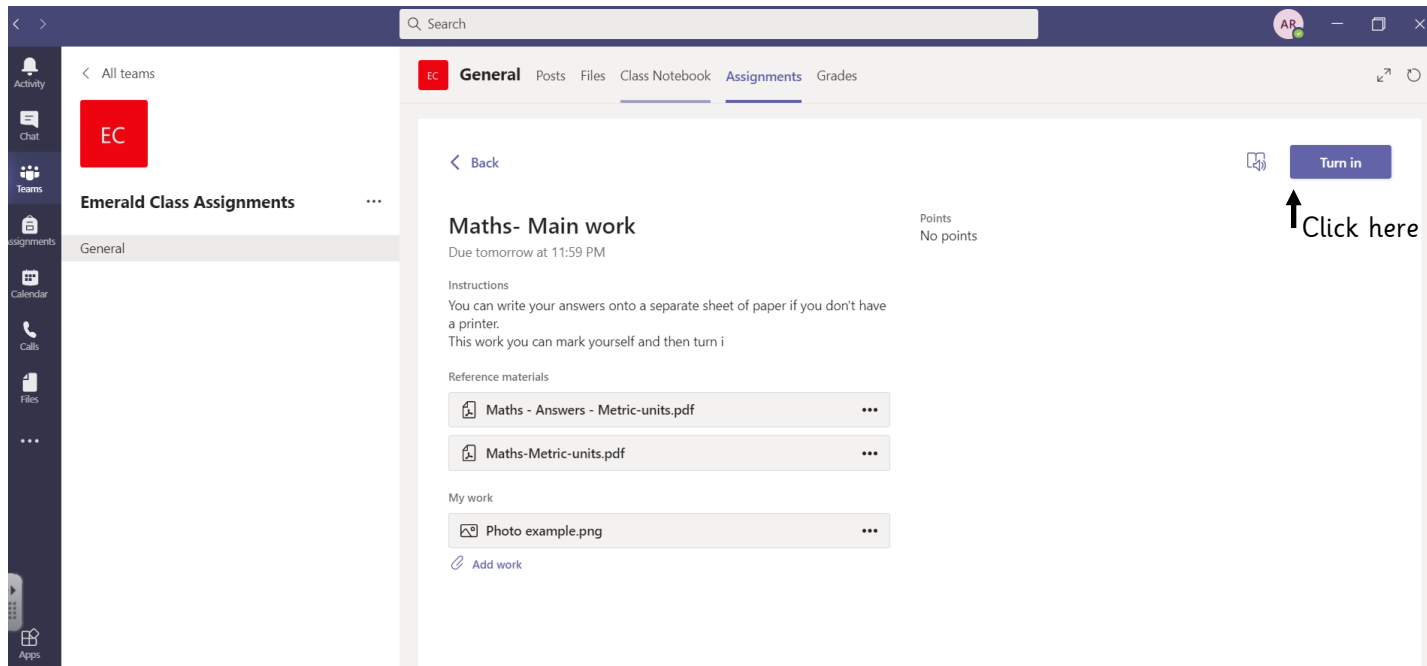 Search
AR
Activity
Chat
Teams
ssignments
Calendar
Calls
Files
Apps
All teams
EC
Emerald Class Assignments
General
EC General Posts Files Class Notebook Assignments Grades
Back
Turn in
Click here
Maths- Main work
Due tomorrow at 11:59 PM
Points
No points
Instructions
You can write your answers onto a separate sheet of paper if you don't have
a printer.
This work you can mark yourself and then turn i
Reference materials
Maths - Answers - Metric-units.pdf
Maths-Metric-units.pdf
My work
Photo example.png
Add work